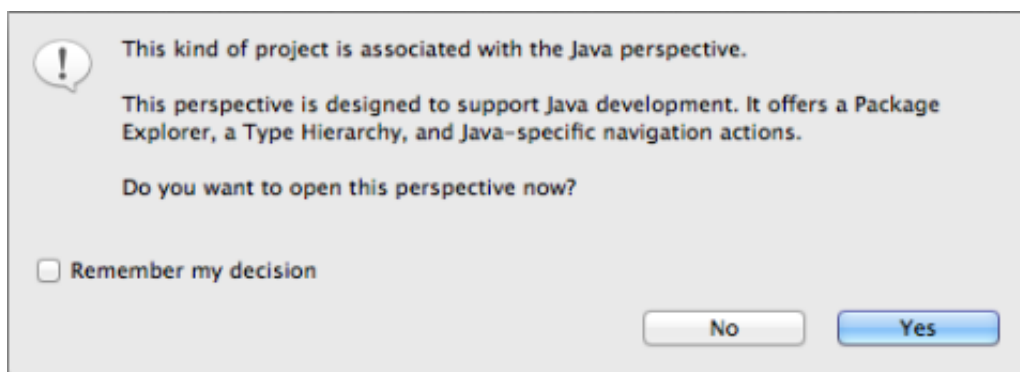 This kind of project is associated with the Java perspective.
This perspective is designed to support Java development. It offers a Package
Explorer, a Type Hierarchy, and Java-specific navigation actions.
Do you want to open this perspective now?
Remember my decision
No
Yes